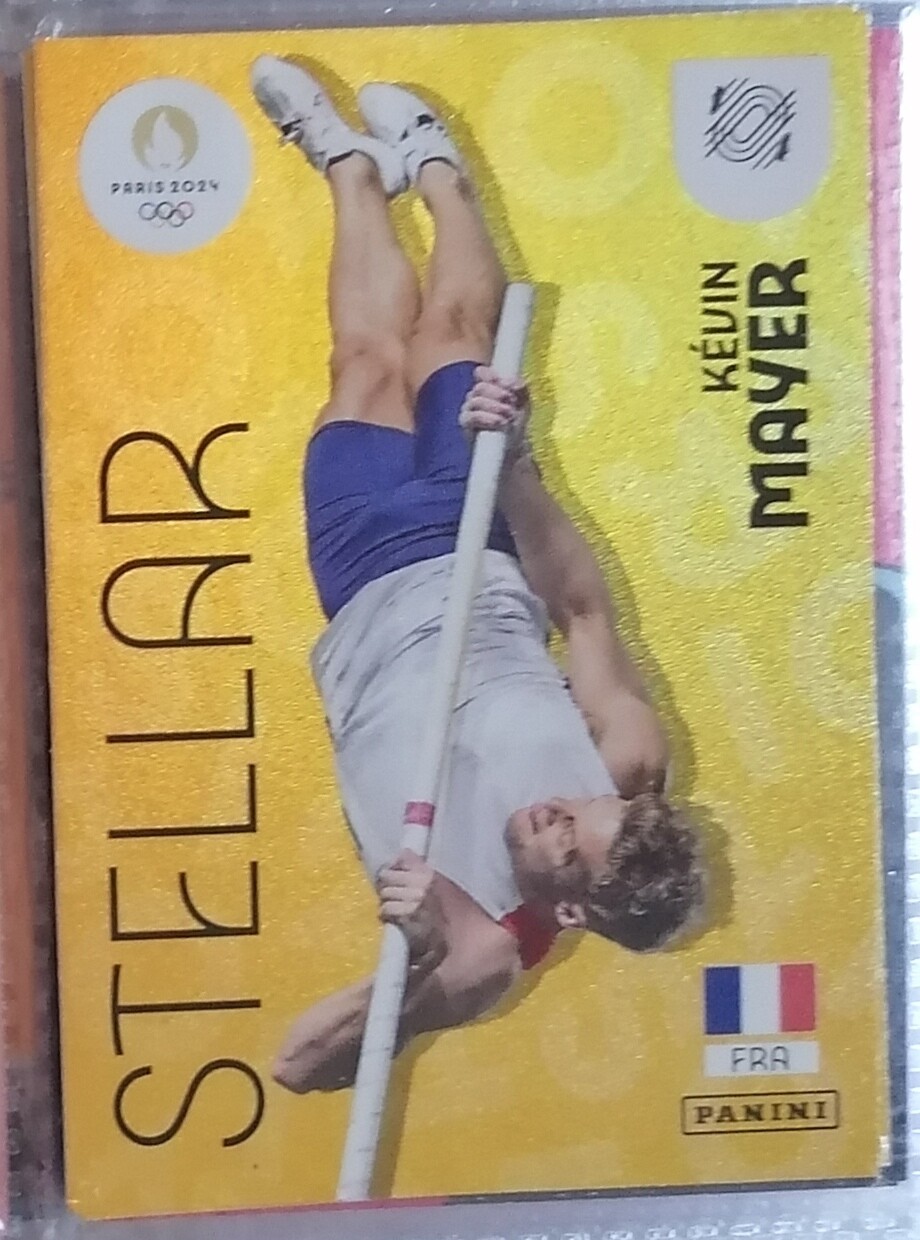 PARIS 2024
STELLAR
KÉVIN
MAYER
FRA
PANINI